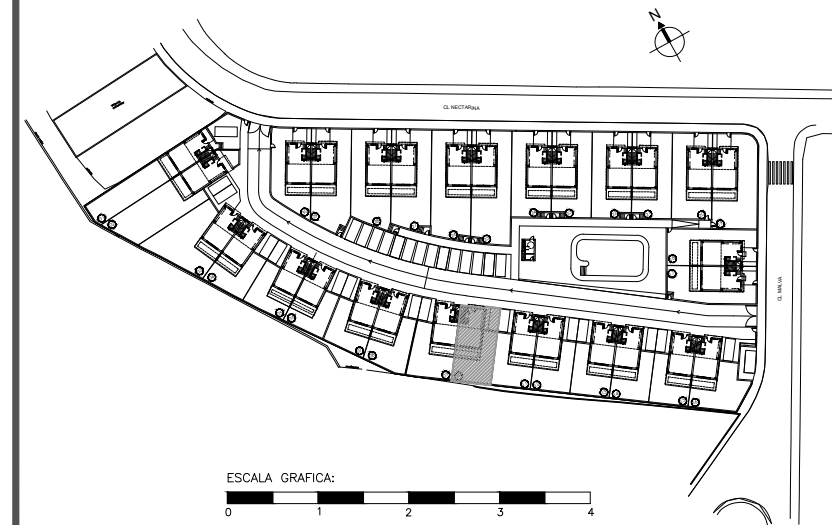 N
CL NECTARINA
CL MALVA
ESCALA GRAFICA:
0 1 2 3 4